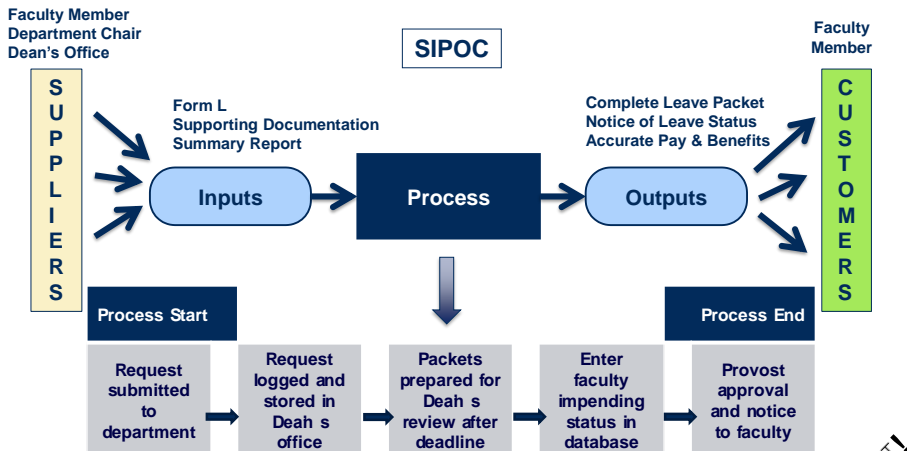 Faculty Member
Department Chair
Dean's Office
SIPOC
Faculty
Member
S
U
P
P
L
I
E
R
S
Form L
Supporting Documentation
Summary Report
Inputs
Process
Complete Leave Packet
Notice of Leave Status
Accurate Pay & Benefits
Outputs
C
U
S
T
O
M
E
R
S
Process Start
Process End
Request
submitted
to
department
Request
logged and
stored in
Deah s
office
Packets
prepared for
Deah s
review after
deadline
Enter
faculty
impending
status in
database
Provost
approval
and notice
to faculty